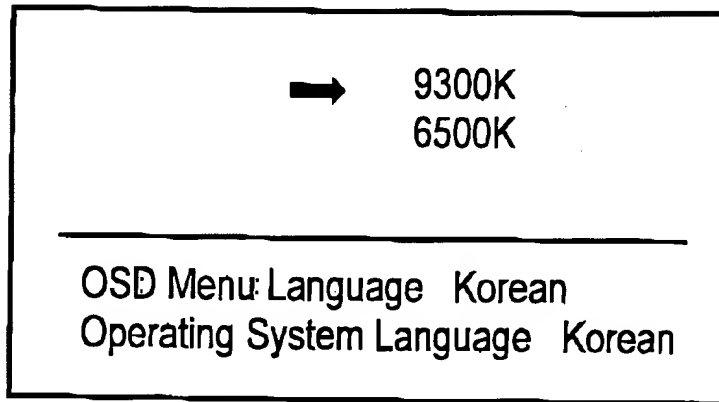 9300K
6500K
OSD Menu Language Korean
Operating System Language Korean